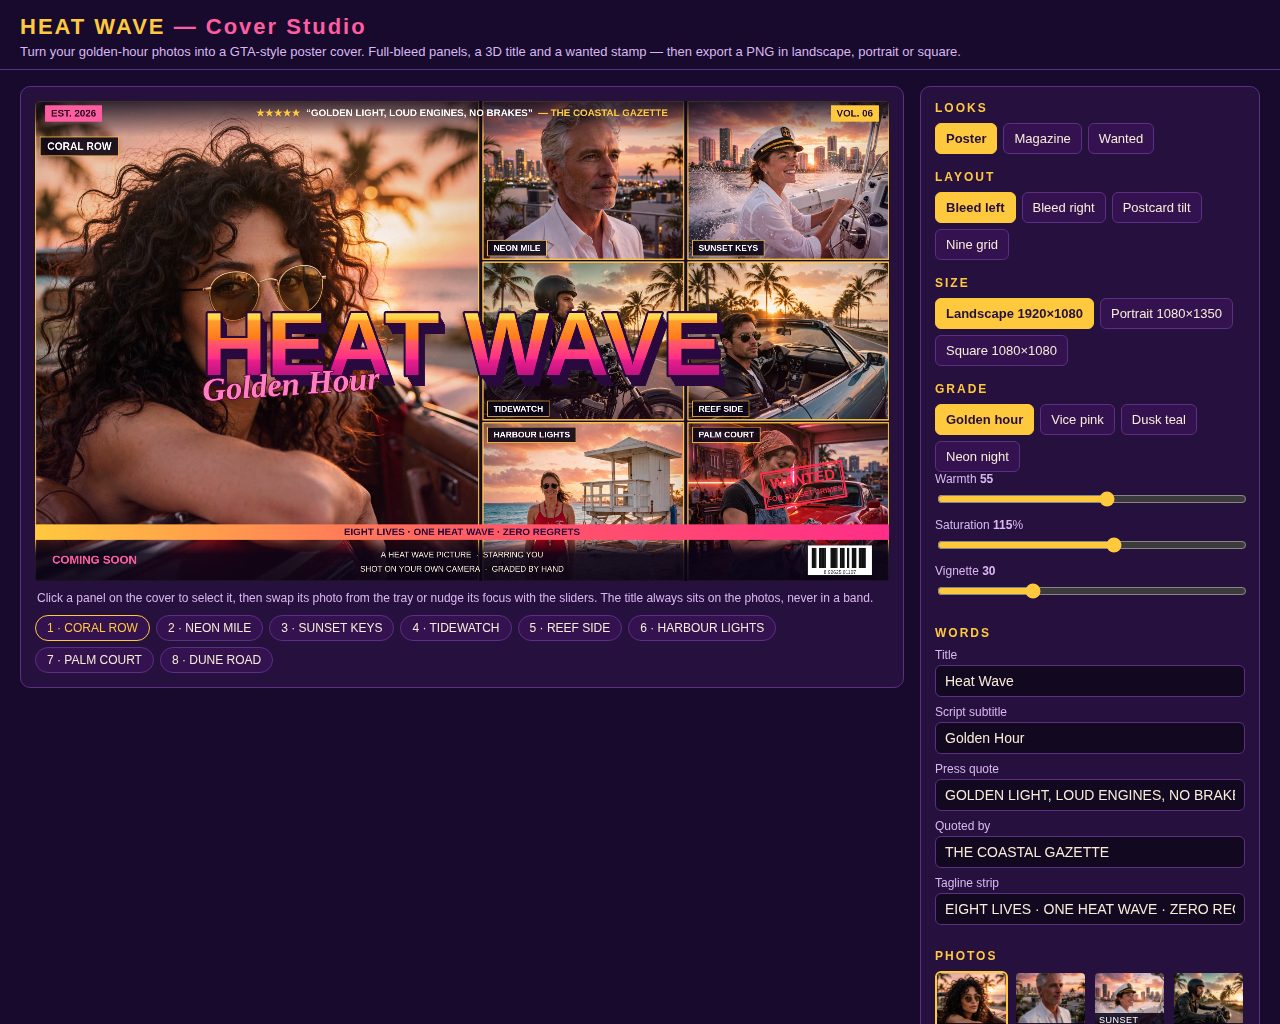 HEAT WAVE — Cover Studio
Turn your golden-hour photos into a GTA-style poster cover. Full-bleed panels, a 3D title and a wanted stamp — then export a PNG in landscape, portrait or square.
EST. 2026
★★★★★ “GOLDEN LIGHT, LOUD ENGINES, NO BRAKES” — THE COASTAL GAZETTE
VOL. 06
CORAL ROW
NEON MILE
SUNSET KEYS
HEAT WAVE
Golden Hour
TIDEWATCH
REEF SIDE
HARBOUR LIGHTS
PALM COURT
WANTED
EIGHT LIVES · ONE HEAT WAVE · ZERO REGRETS
COMING SOON
A HEAT WAVE PICTURE · STARRING YOU
SHOT ON YOUR OWN CAMERA · GRADED BY HAND
Click a panel on the cover to select it, then swap its photo from the tray or nudge its focus with the sliders. The title always sits on the photos, never in a band.
1 · CORAL ROW
2 · NEON MILE
3 · SUNSET KEYS
4 · TIDEWATCH
5 · REEF SIDE
6 · HARBOUR LIGHTS
7 · PALM COURT
8 · DUNE ROAD
LOOKS
Poster
Magazine
Wanted
LAYOUT
Bleed left
Bleed right
Postcard tilt
Nine grid
SIZE
Landscape 1920×1080
Portrait 1080×1350
Square 1080×1080
GRADE
Golden hour
Vice pink
Dusk teal
Neon night
Warmth 55
Saturation 115%
Vignette 30
WORDS
Title
Heat Wave
Script subtitle
Golden Hour
Press quote
GOLDEN LIGHT, LOUD ENGINES, NO BRAKE
Quoted by
THE COASTAL GAZETTE
Tagline strip
EIGHT LIVES · ONE HEAT WAVE · ZERO REG
PHOTOS
SUNSET